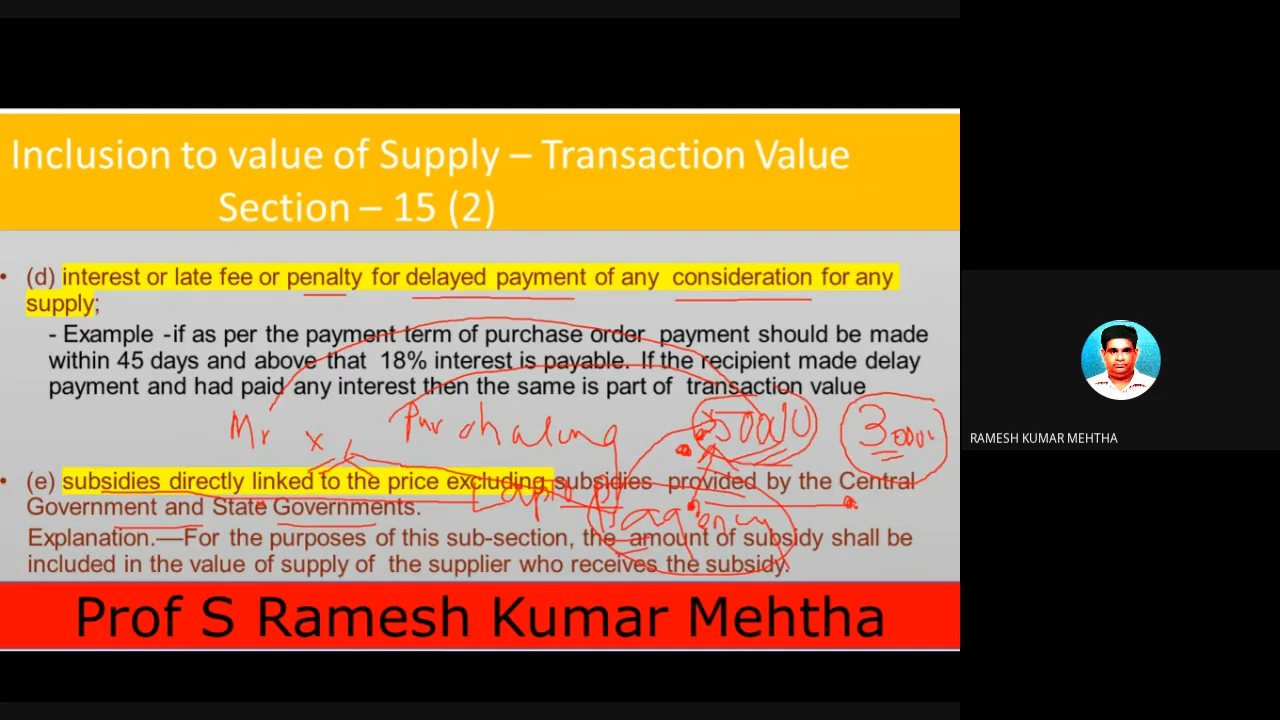 Inclusion to value of Supply – Transaction Value
Section – 15 (2)
• (d) interest or late fee or penalty for delayed payment of any consideration for any
supply;
- Example -if as per the payment term of purchase order payment should be made
within 45 days and above that 18% interest is payable. If the recipient made delay
payment and had paid any interest then the same is part of transaction value
Mr x Purchasing 50000 30000
• (e) subsidies directly linked to the price excluding subsidies provided by the Central
Government and State Governments.
Laptop
agency
Explanation.—For the purposes of this sub-section, the amount of subsidy shall be
included in the value of supply of the supplier who receives the subsidy.
Prof S Ramesh Kumar Mehtha
RAMESH KUMAR MEHTHA